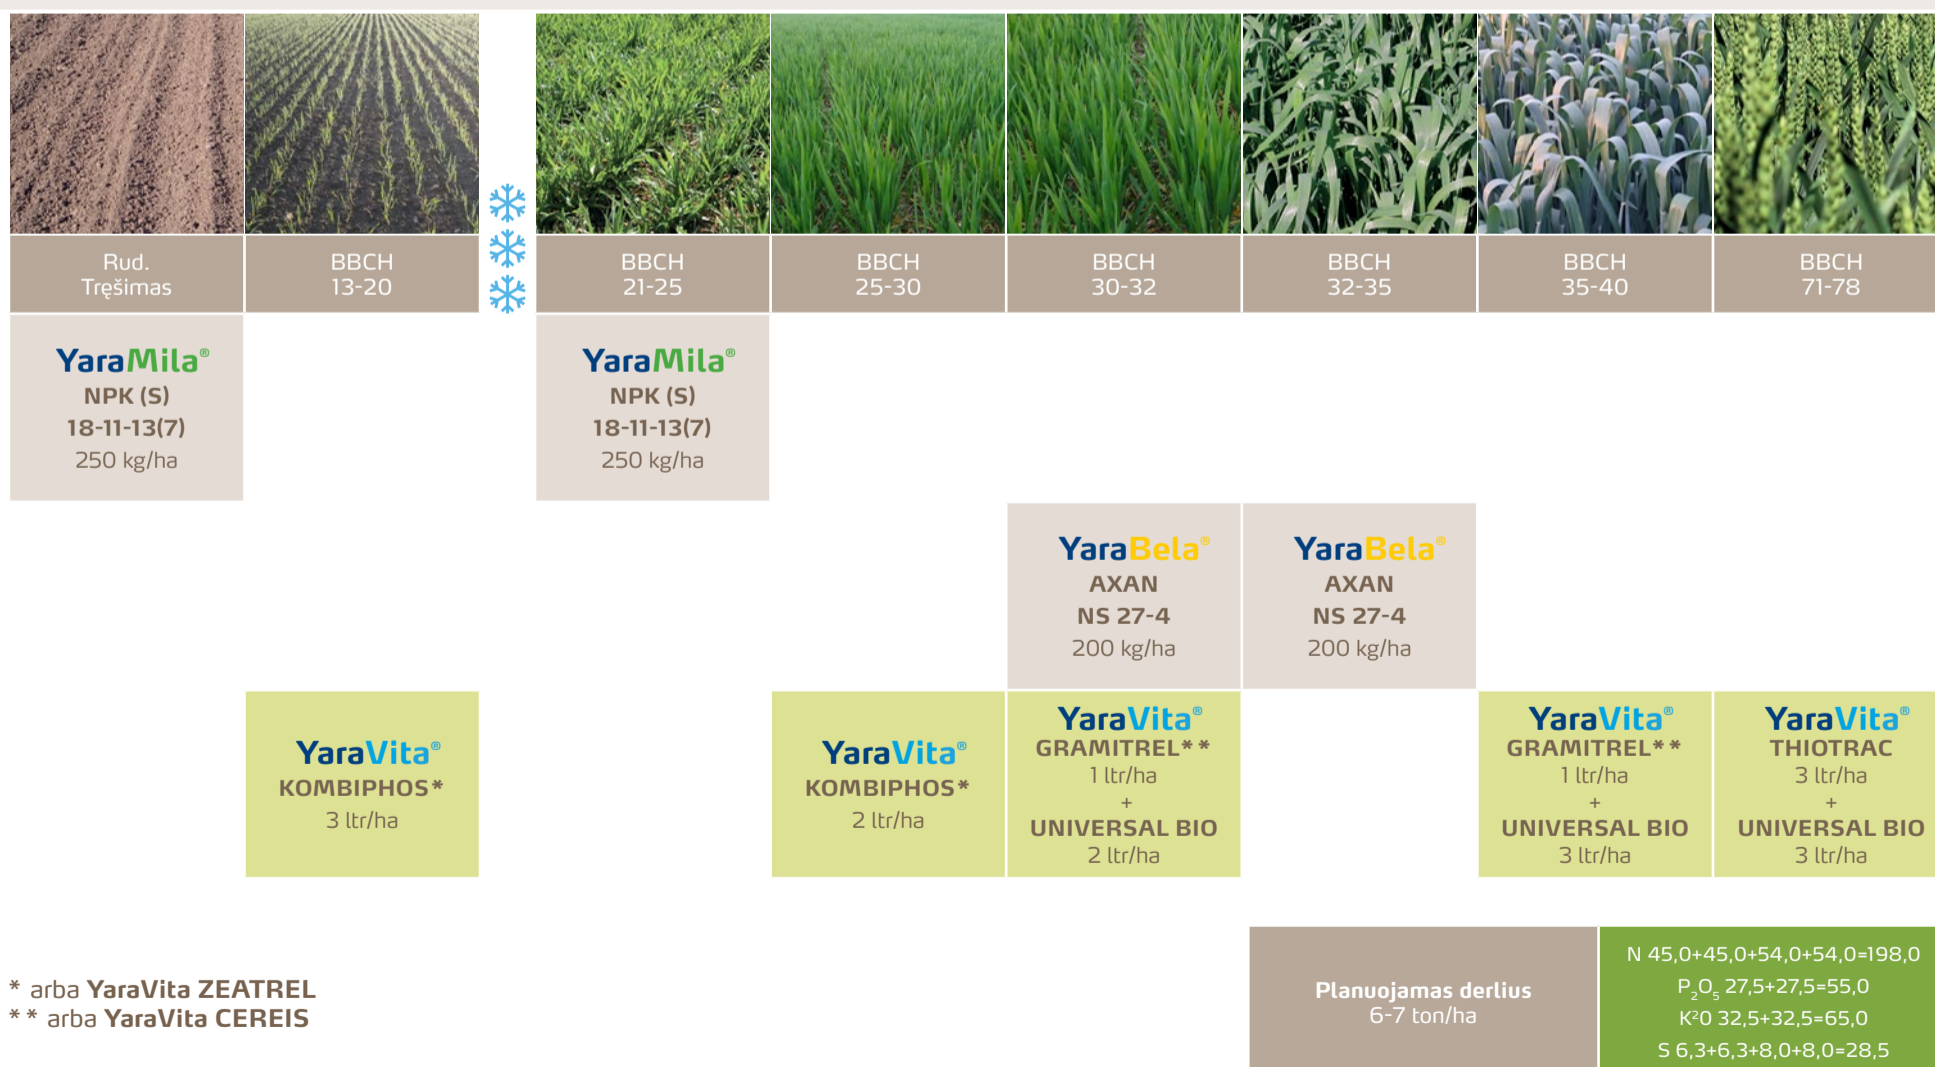 Rud.
Tręšimas
BBCH
13-20
BBCH
21-25
BBCH
25-30
BBCH
30-32
BBCH
32-35
BBCH
35-40
BBCH
71-78
YaraMila®
NPK (S)
18-11-13(7)
250 kg/ha
YaraMila®
NPK (S)
18-11-13(7)
250 kg/ha
YaraBela®
AXAN
NS 27-4
200 kg/ha
YaraBela®
AXAN
NS 27-4
200 kg/ha
YaraVita®
KOMBIPHOS*
3 ltr/ha
YaraVita®
KOMBIPHOS*
2 ltr/ha
YaraVita®
GRAMITREL**
1 ltr/ha
+
UNIVERSAL BIO
2 ltr/ha
YaraVita®
GRAMITREL**
1 ltr/ha
+
UNIVERSAL BIO
3 ltr/ha
YaraVita®
THIOTRAC
3 ltr/ha
+
UNIVERSAL BIO
3 ltr/ha
* arba YaraVita ZEATREL
** arba YaraVita CEREIS
Planuojamas derlius
6-7 ton/ha
N 45,0+45,0+54,0+54,0=198,0
P₂O₅ 27,5+27,5=55,0
K²0 32,5+32,5=65,0
S 6,3+6,3+8,0+8,0=28,5